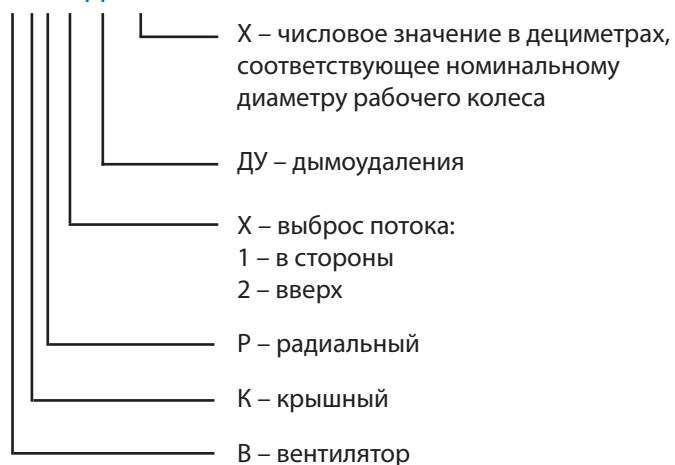 Х – числовое значение в дециметрах,
соответствующее номинальному
диаметру рабочего колеса
ДУ – дымоудаления
Х – выброс потока:
1 – в стороны
2 – вверх
Р – радиальный
К – крышный
В – вентилятор